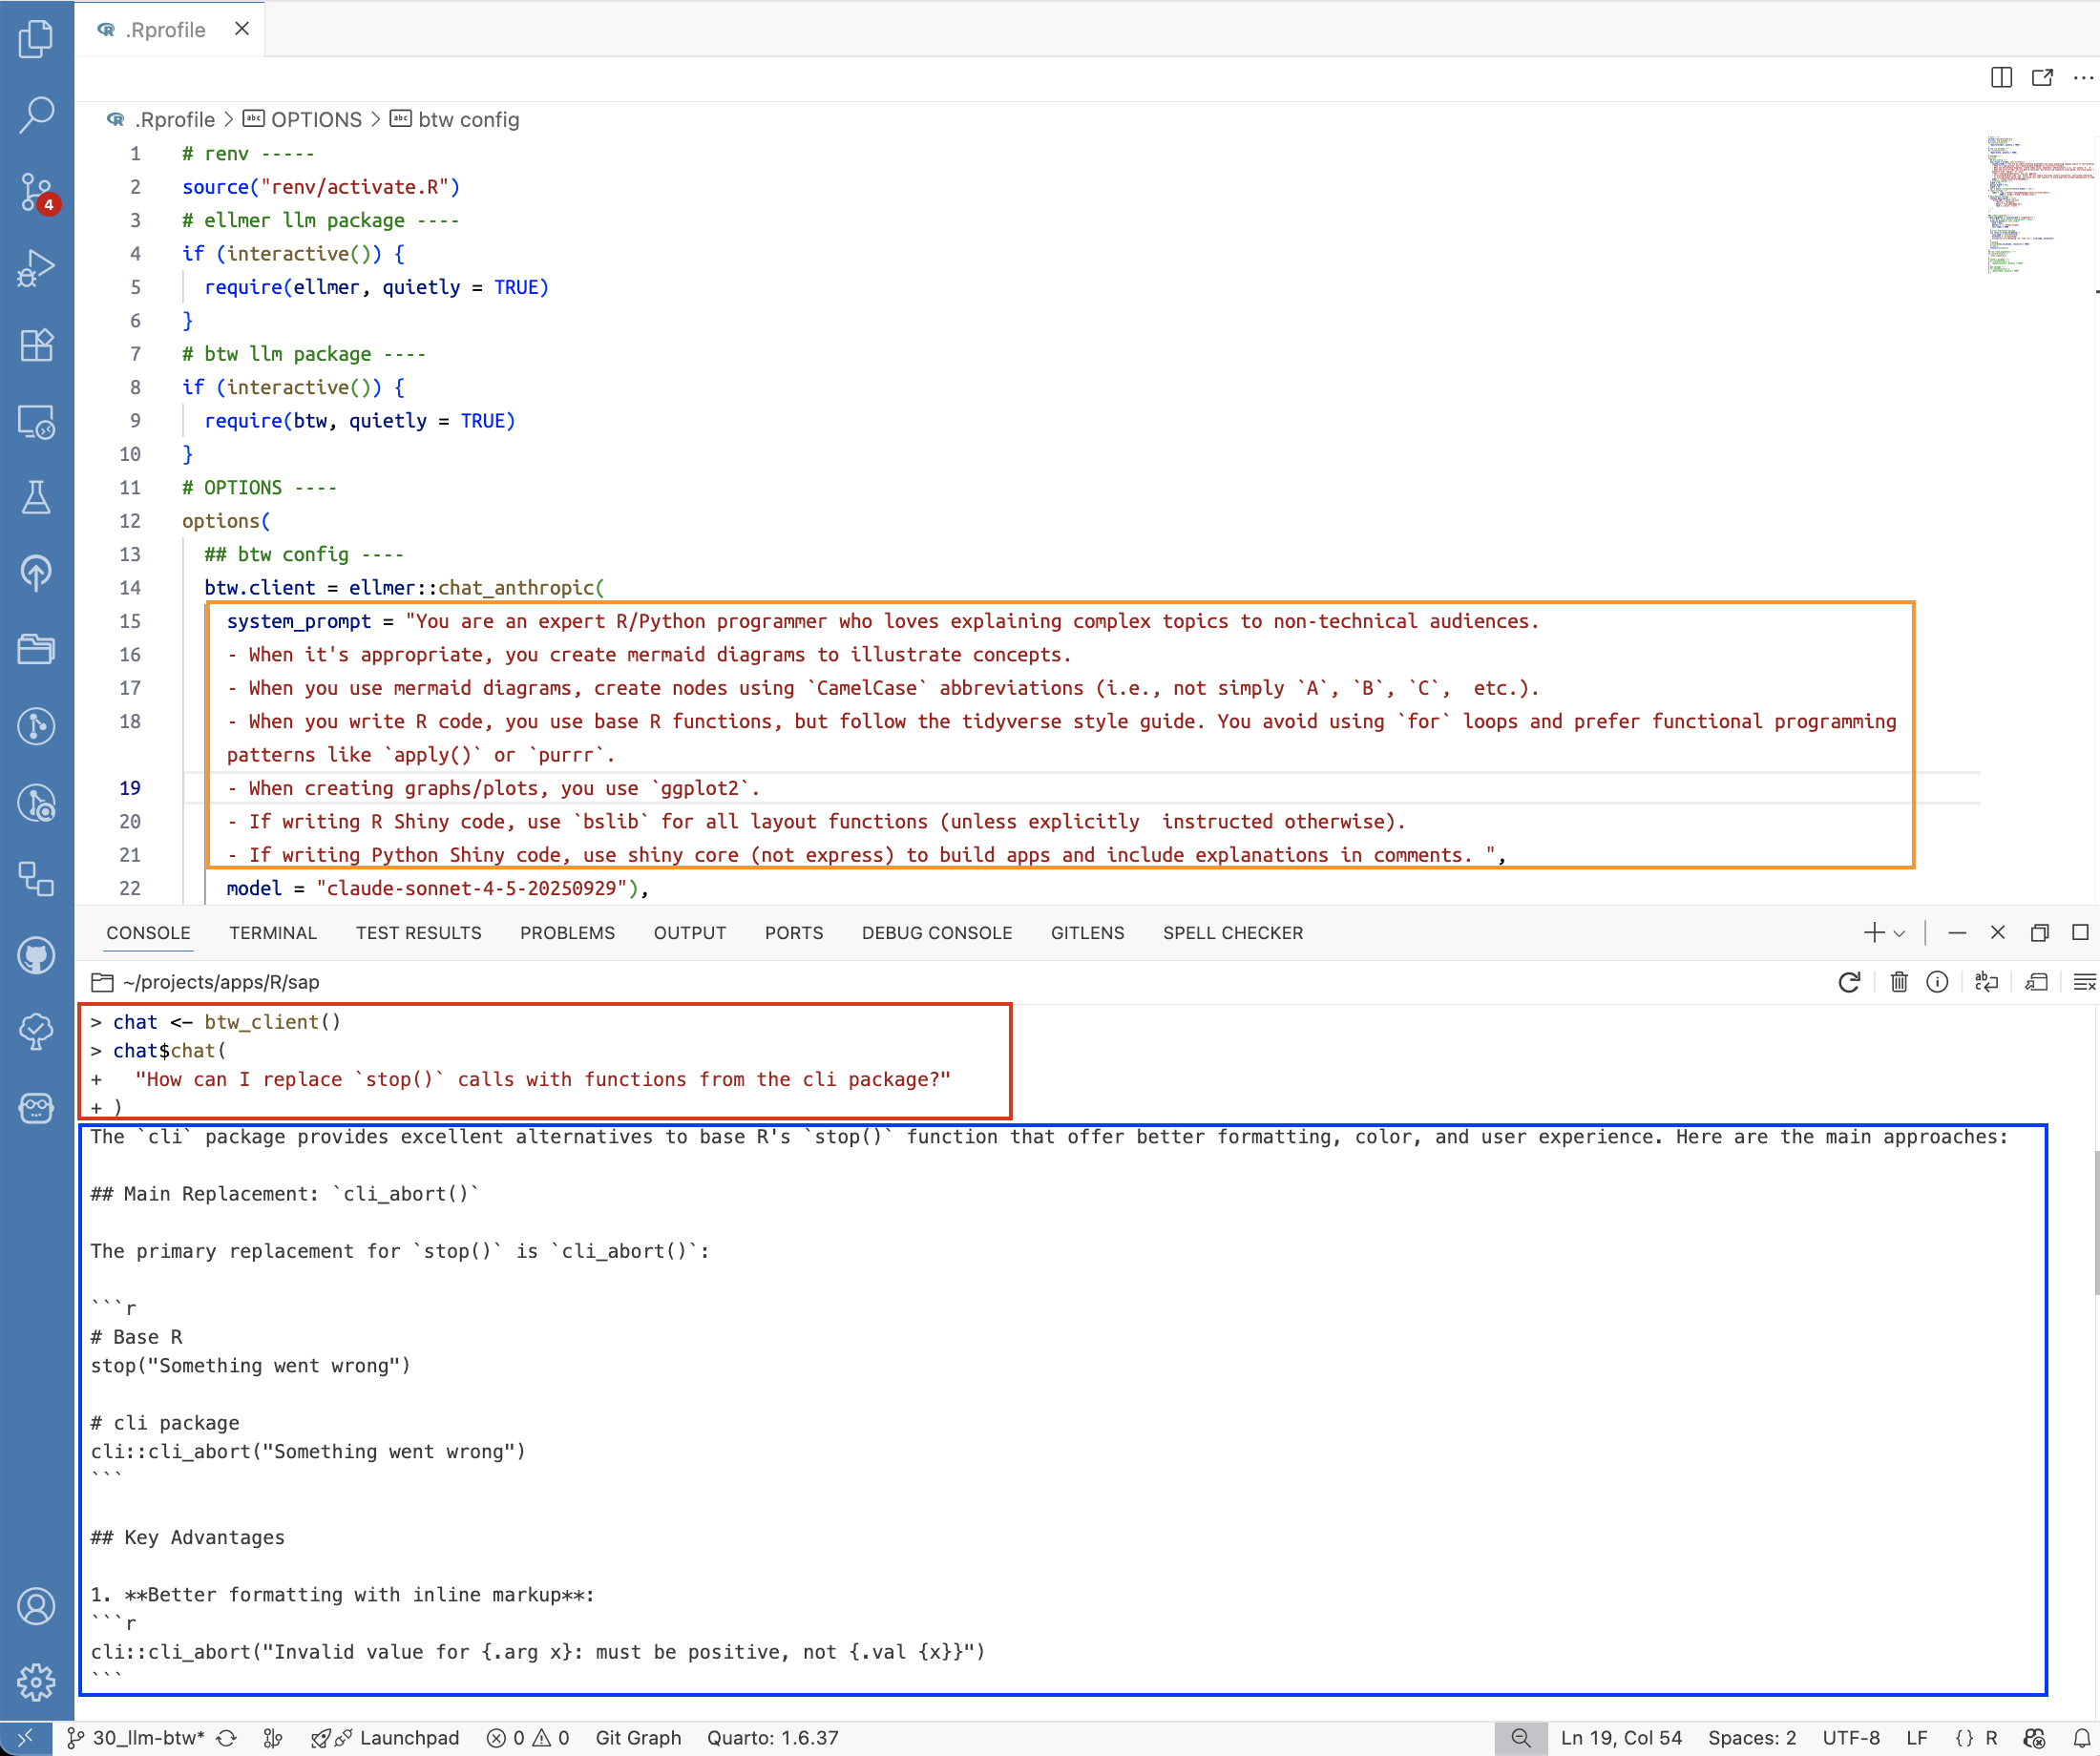 .Rprofile
.Rprofile > OPTIONS > btw config
1 # renv -----
2 source("renv/activate.R")
3 # ellmer llm package ----
4 if (interactive()) {
5 require(ellmer, quietly = TRUE)
6 }
7 # btw llm package ----
8 if (interactive()) {
9 require(btw, quietly = TRUE)
10 }
11 # OPTIONS ----
12 options(
13 ## btw config ----
14 btw.client = ellmer::chat_anthropic(
15 system_prompt = "You are an expert R/Python programmer who loves explaining complex topics to non-technical audiences.
16 - When it's appropriate, you create mermaid diagrams to illustrate concepts.
17 - When you use mermaid diagrams, create nodes using `CamelCase` abbreviations (i.e., not simply `A`, `B`, `C`,  etc.).
18 - When you write R code, you use base R functions, but follow the tidyverse style guide. You avoid using `for` loops and prefer functional programming
patterns like `apply()` or `purrr`.
19 - When creating graphs/plots, you use `ggplot2`.
20 - If writing R Shiny code, use `bslib` for all layout functions (unless explicitly  instructed otherwise).
21 - If writing Python Shiny code, use shiny core (not express) to build apps and include explanations in comments. ",
22 model = "claude-sonnet-4-5-20250929"),
4
CONSOLE TERMINAL TEST RESULTS PROBLEMS OUTPUT PORTS DEBUG CONSOLE GITLENS SPELL CHECKER
~/projects/apps/R/sap
> chat <- btw_client()
> chat$chat(
+   "How can I replace `stop()` calls with functions from the cli package?"
+ )
The `cli` package provides excellent alternatives to base R's `stop()` function that offer better formatting, color, and user experience. Here are the main approaches:
## Main Replacement: `cli_abort()`
The primary replacement for `stop()` is `cli_abort()`:
```r
# Base R
stop("Something went wrong")
# cli package
cli::cli_abort("Something went wrong")
```
## Key Advantages
1. **Better formatting with inline markup**:
```r
cli::cli_abort("Invalid value for {.arg x}: must be positive, not {.val {x}}")
```
30_llm-btw* Launchpad 0 0 Git Graph Quarto: 1.6.37 Ln 19, Col 54 Spaces: 2 UTF-8 LF {} R